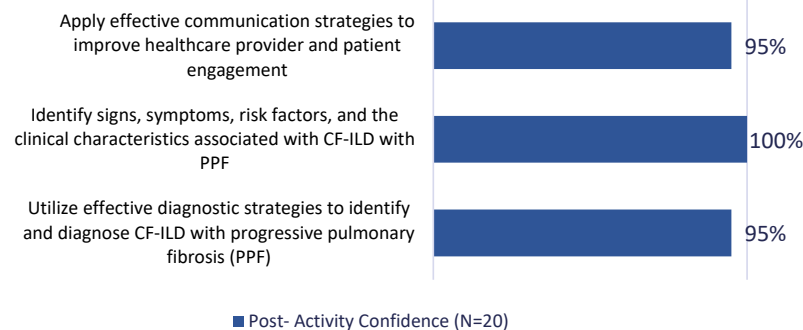 Apply effective communication strategies to
improve healthcare provider and patient
engagement
95%
Identify signs, symptoms, risk factors, and the
clinical characteristics associated with CF-ILD with
PPF
100%
Utilize effective diagnostic strategies to identify
and diagnose CF-ILD with progressive pulmonary
fibrosis (PPF)
95%
Post- Activity Confidence (N=20)